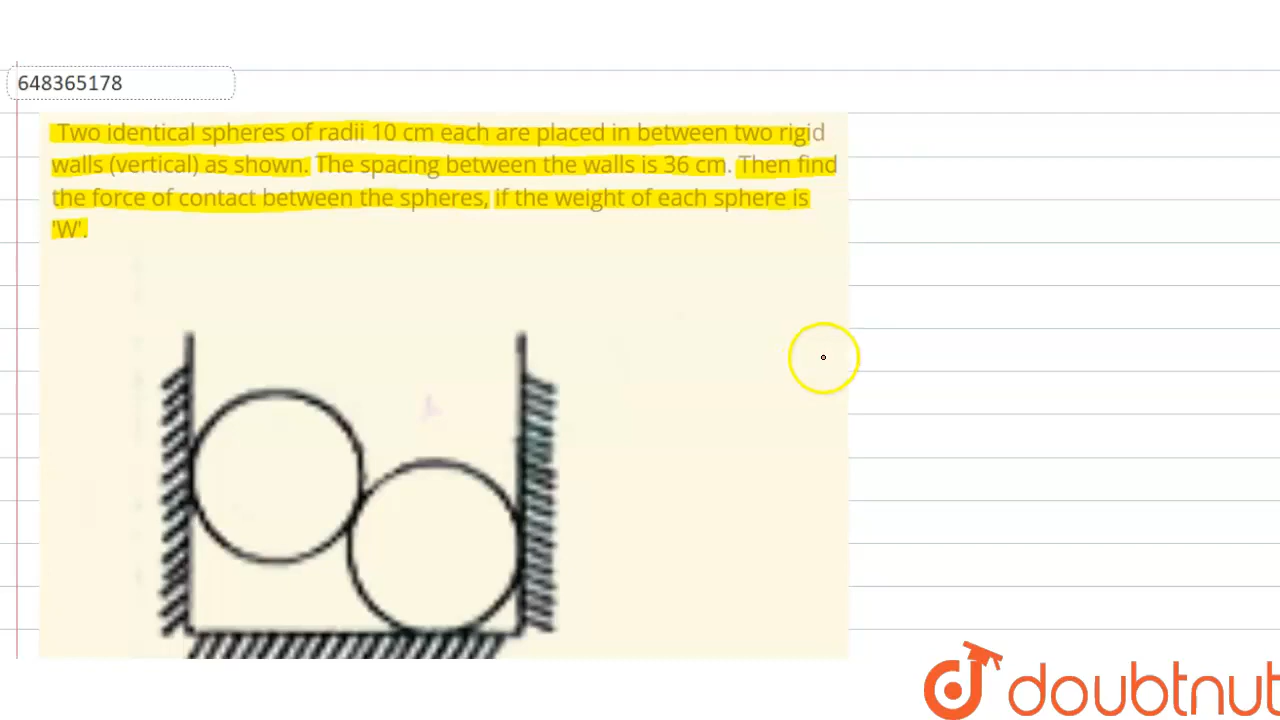 648365178
Two identical spheres of radii 10 cm each are placed in between two rigid
walls (vertical) as shown. The spacing between the walls is 36 cm. Then find
the force of contact between the spheres, if the weight of each sphere is
'W'.
doubtnut